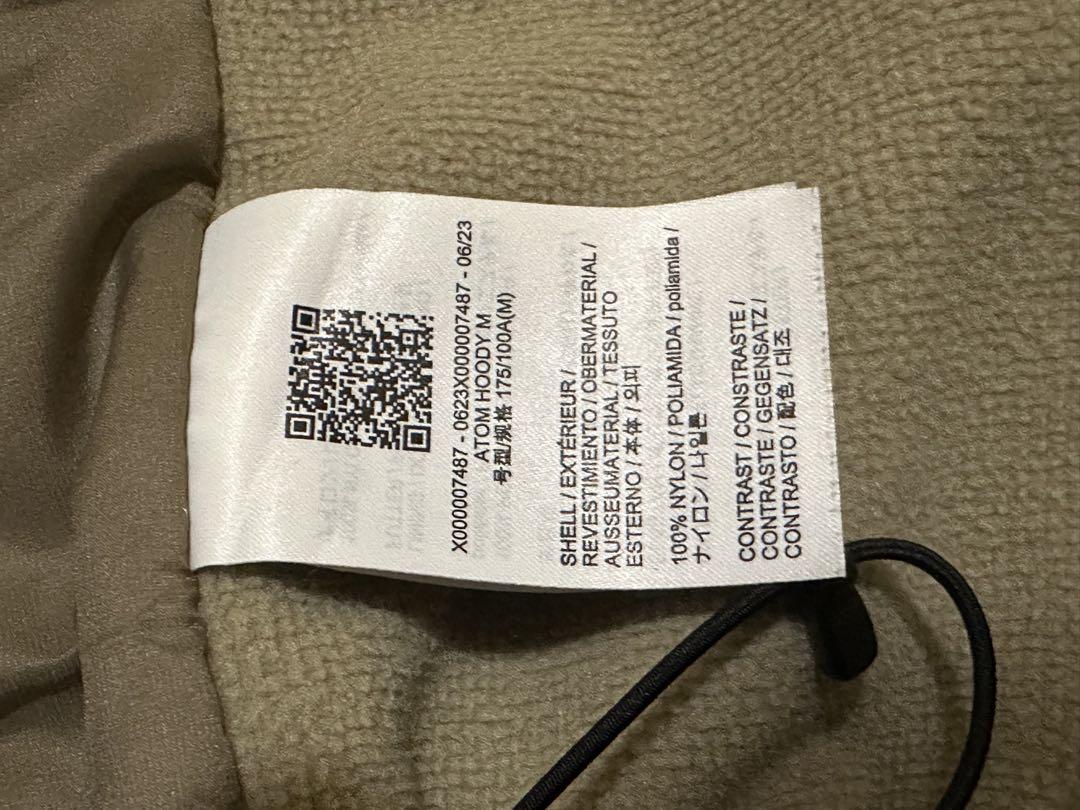 X000007487 - 0623X000007487 - 06/23
ATOM HOODY M
号型/规格 175/100A(M)
SHELL / EXTÉRIEUR /
REVESTIMIENTO / OBERMATERIAL /
AUSSEUMATERIAL / TESSUTO
ESTERNO / 本体 / 외피
100% NYLON / POLIAMIDA / poliamida /
ナイロン / 나일론
CONTRAST / CONSTRASTE /
CONTRASTE / GEGENSATZ /
CONTRASTO / 配色 / 대조